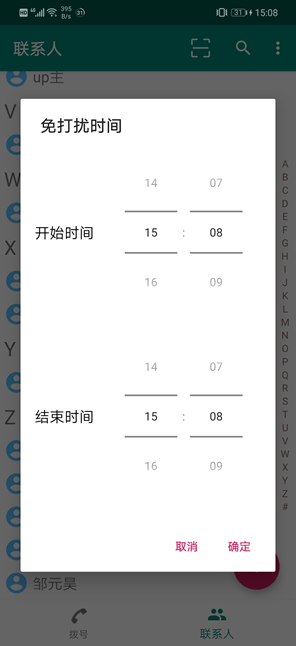 HD 4G 395 B/s 31 15:08
联系人
up主
V
W
X
Y
Z
邹元昊
A
B
C
D
E
F
G
H
I
J
K
L
M
N
O
P
Q
R
S
T
U
V
W
X
Y
Z
#
免打扰时间
14 07
开始时间 15 : 08
16 09
14 07
结束时间 15 : 08
16 09
取消 确定
拨号 联系人